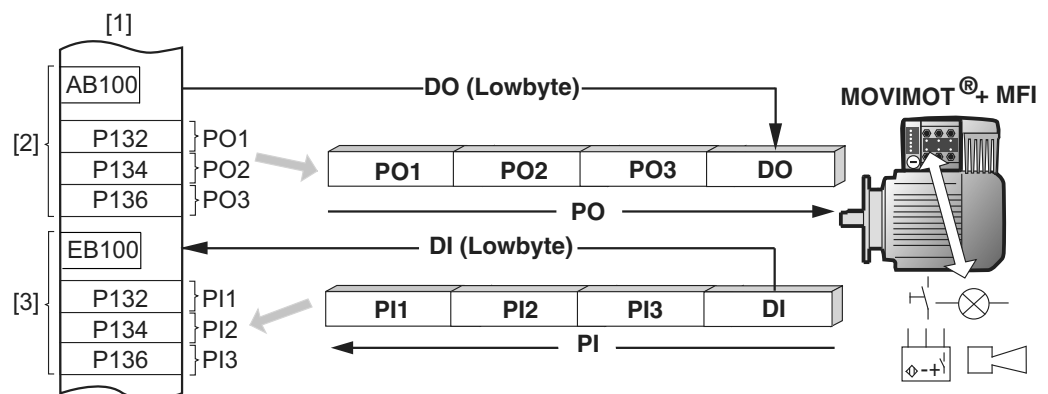 [1]
AB100
DO (Lowbyte)
MOVIMOT ® + MFI
[2]
P132 PO1
P134 PO2
P136 PO3
PO1 PO2 PO3 DO
PO
EB100
DI (Lowbyte)
[3]
P132 PI1
P134 PI2
P136 PI3
PI1 PI2 PI3 DI
PI